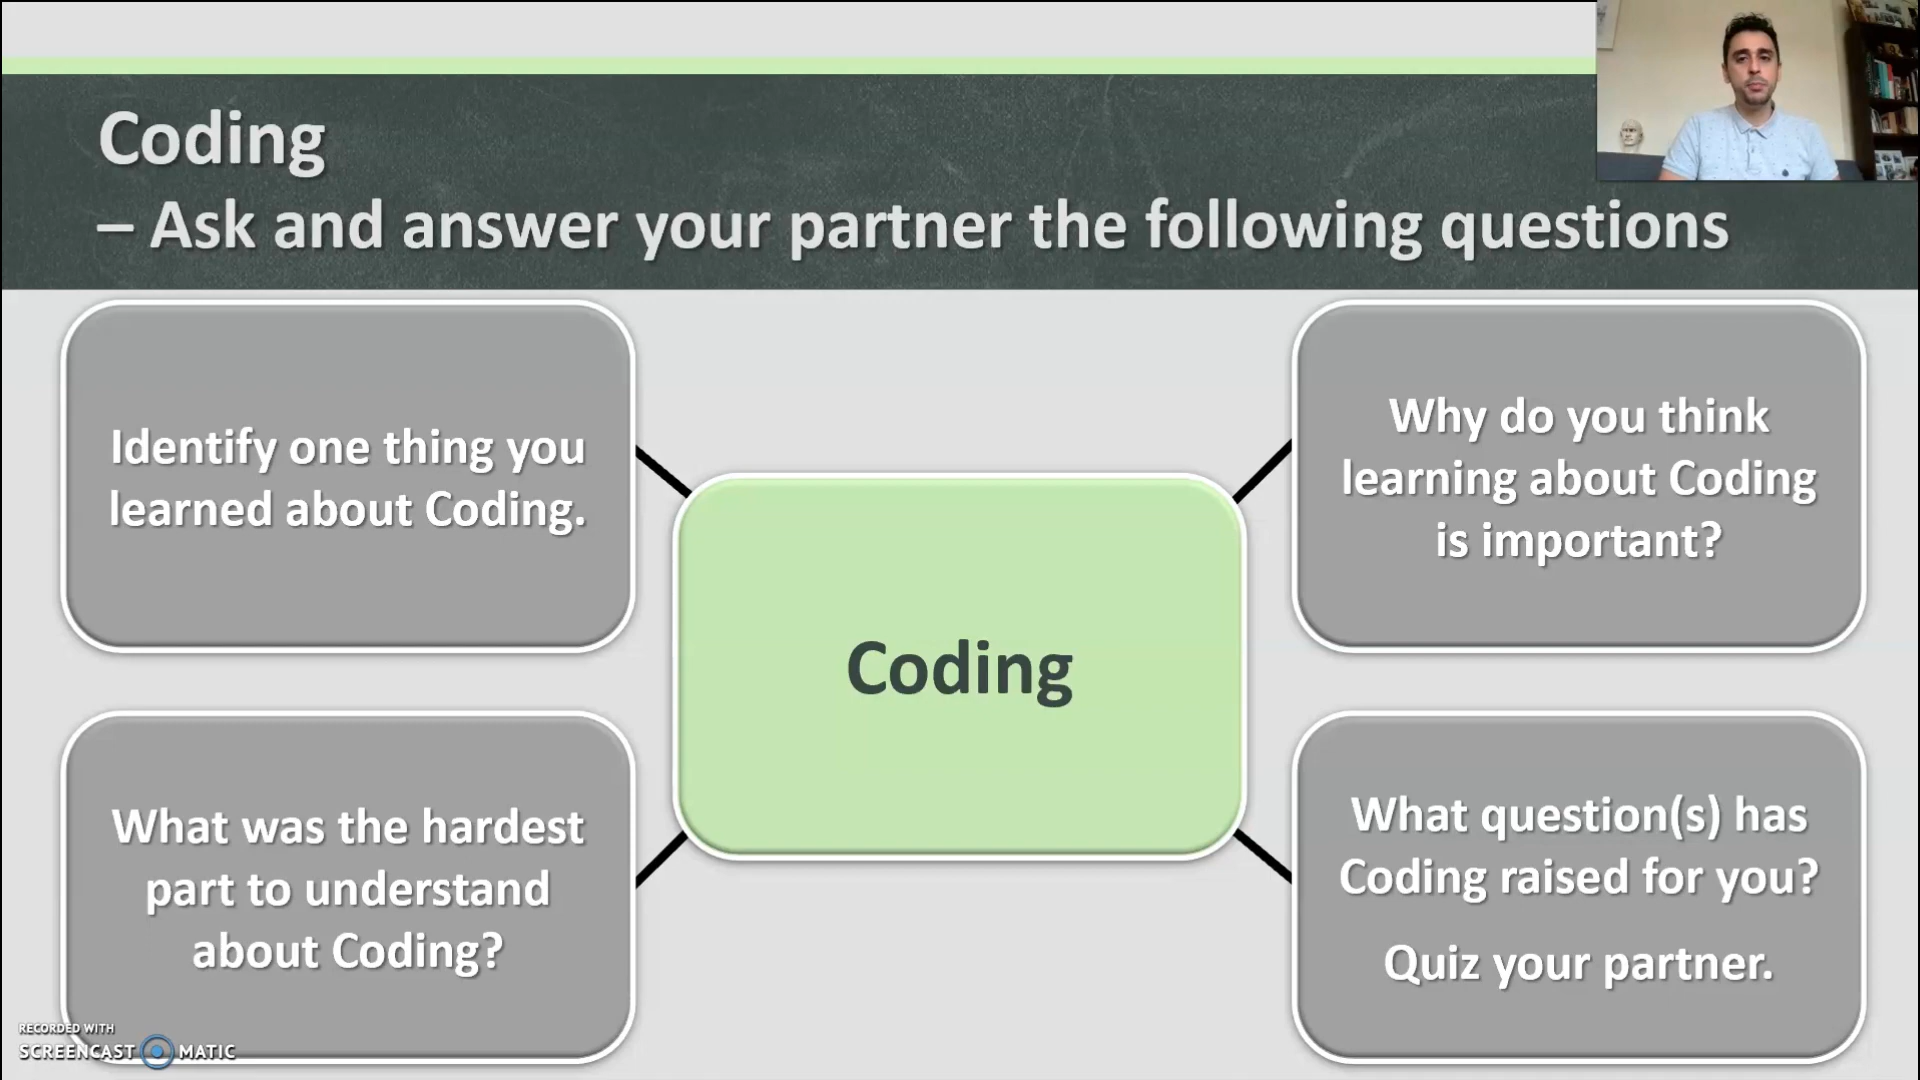 Coding
– Ask and answer your partner the following questions
Identify one thing you
learned about Coding.
Why do you think
learning about Coding
is important?
Coding
What was the hardest
part to understand
about Coding?
What question(s) has
Coding raised for you?
Quiz your partner.
RECORDED WITH
SCREENCAST MATIC